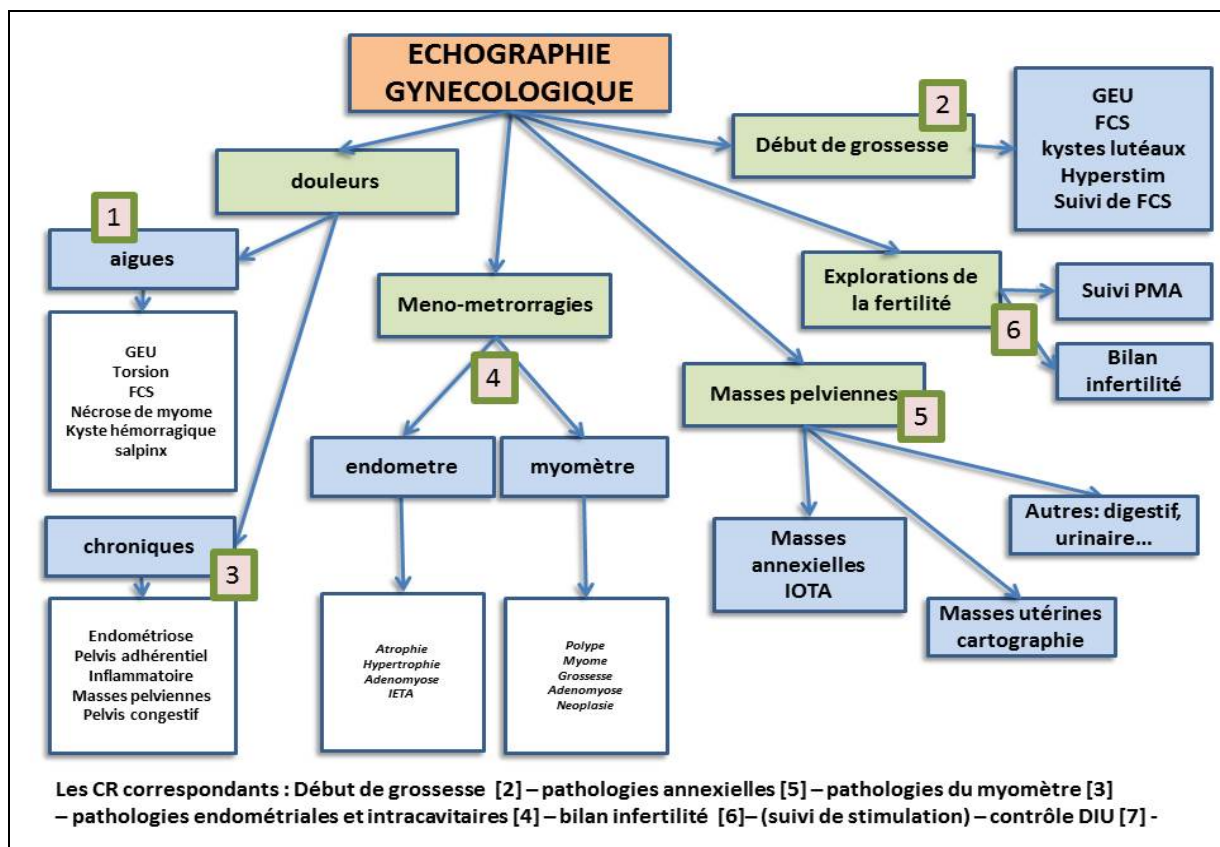 ECHOGRAPHIE
GYNECOLOGIQUE
2
Début de grossesse
GEU
FCS
kystes lutéaux
Hyperstim
Suivi de FCS
douleurs
1
aigues
GEU
Torsion
FCS
Nécrose de myome
Kyste hémorragique
salpinx
chroniques
3
Endométriose
Pelvis adhérentiel
Inflammatoire
Masses pelviennes
Pelvis congestif
Meno-metrorragies
4
endometre
myomètre
Atrophie
Hypertrophie
Adenomyose
IETA
Polype
Myome
Grossesse
Adenomyose
Neoplasie
Explorations de
la fertilité
6
Suivi PMA
Bilan
infertilité
Masses pelviennes
5
Masses
annexielles
IOTA
Autres: digestif,
urinaire...
Masses utérines
cartographie
Les CR correspondants : Début de grossesse [2] – pathologies annexielles [5] – pathologies du myomètre [3]
– pathologies endométriales et intracavitaires [4] – bilan infertilité [6]– (suivi de stimulation) – contrôle DIU [7] -